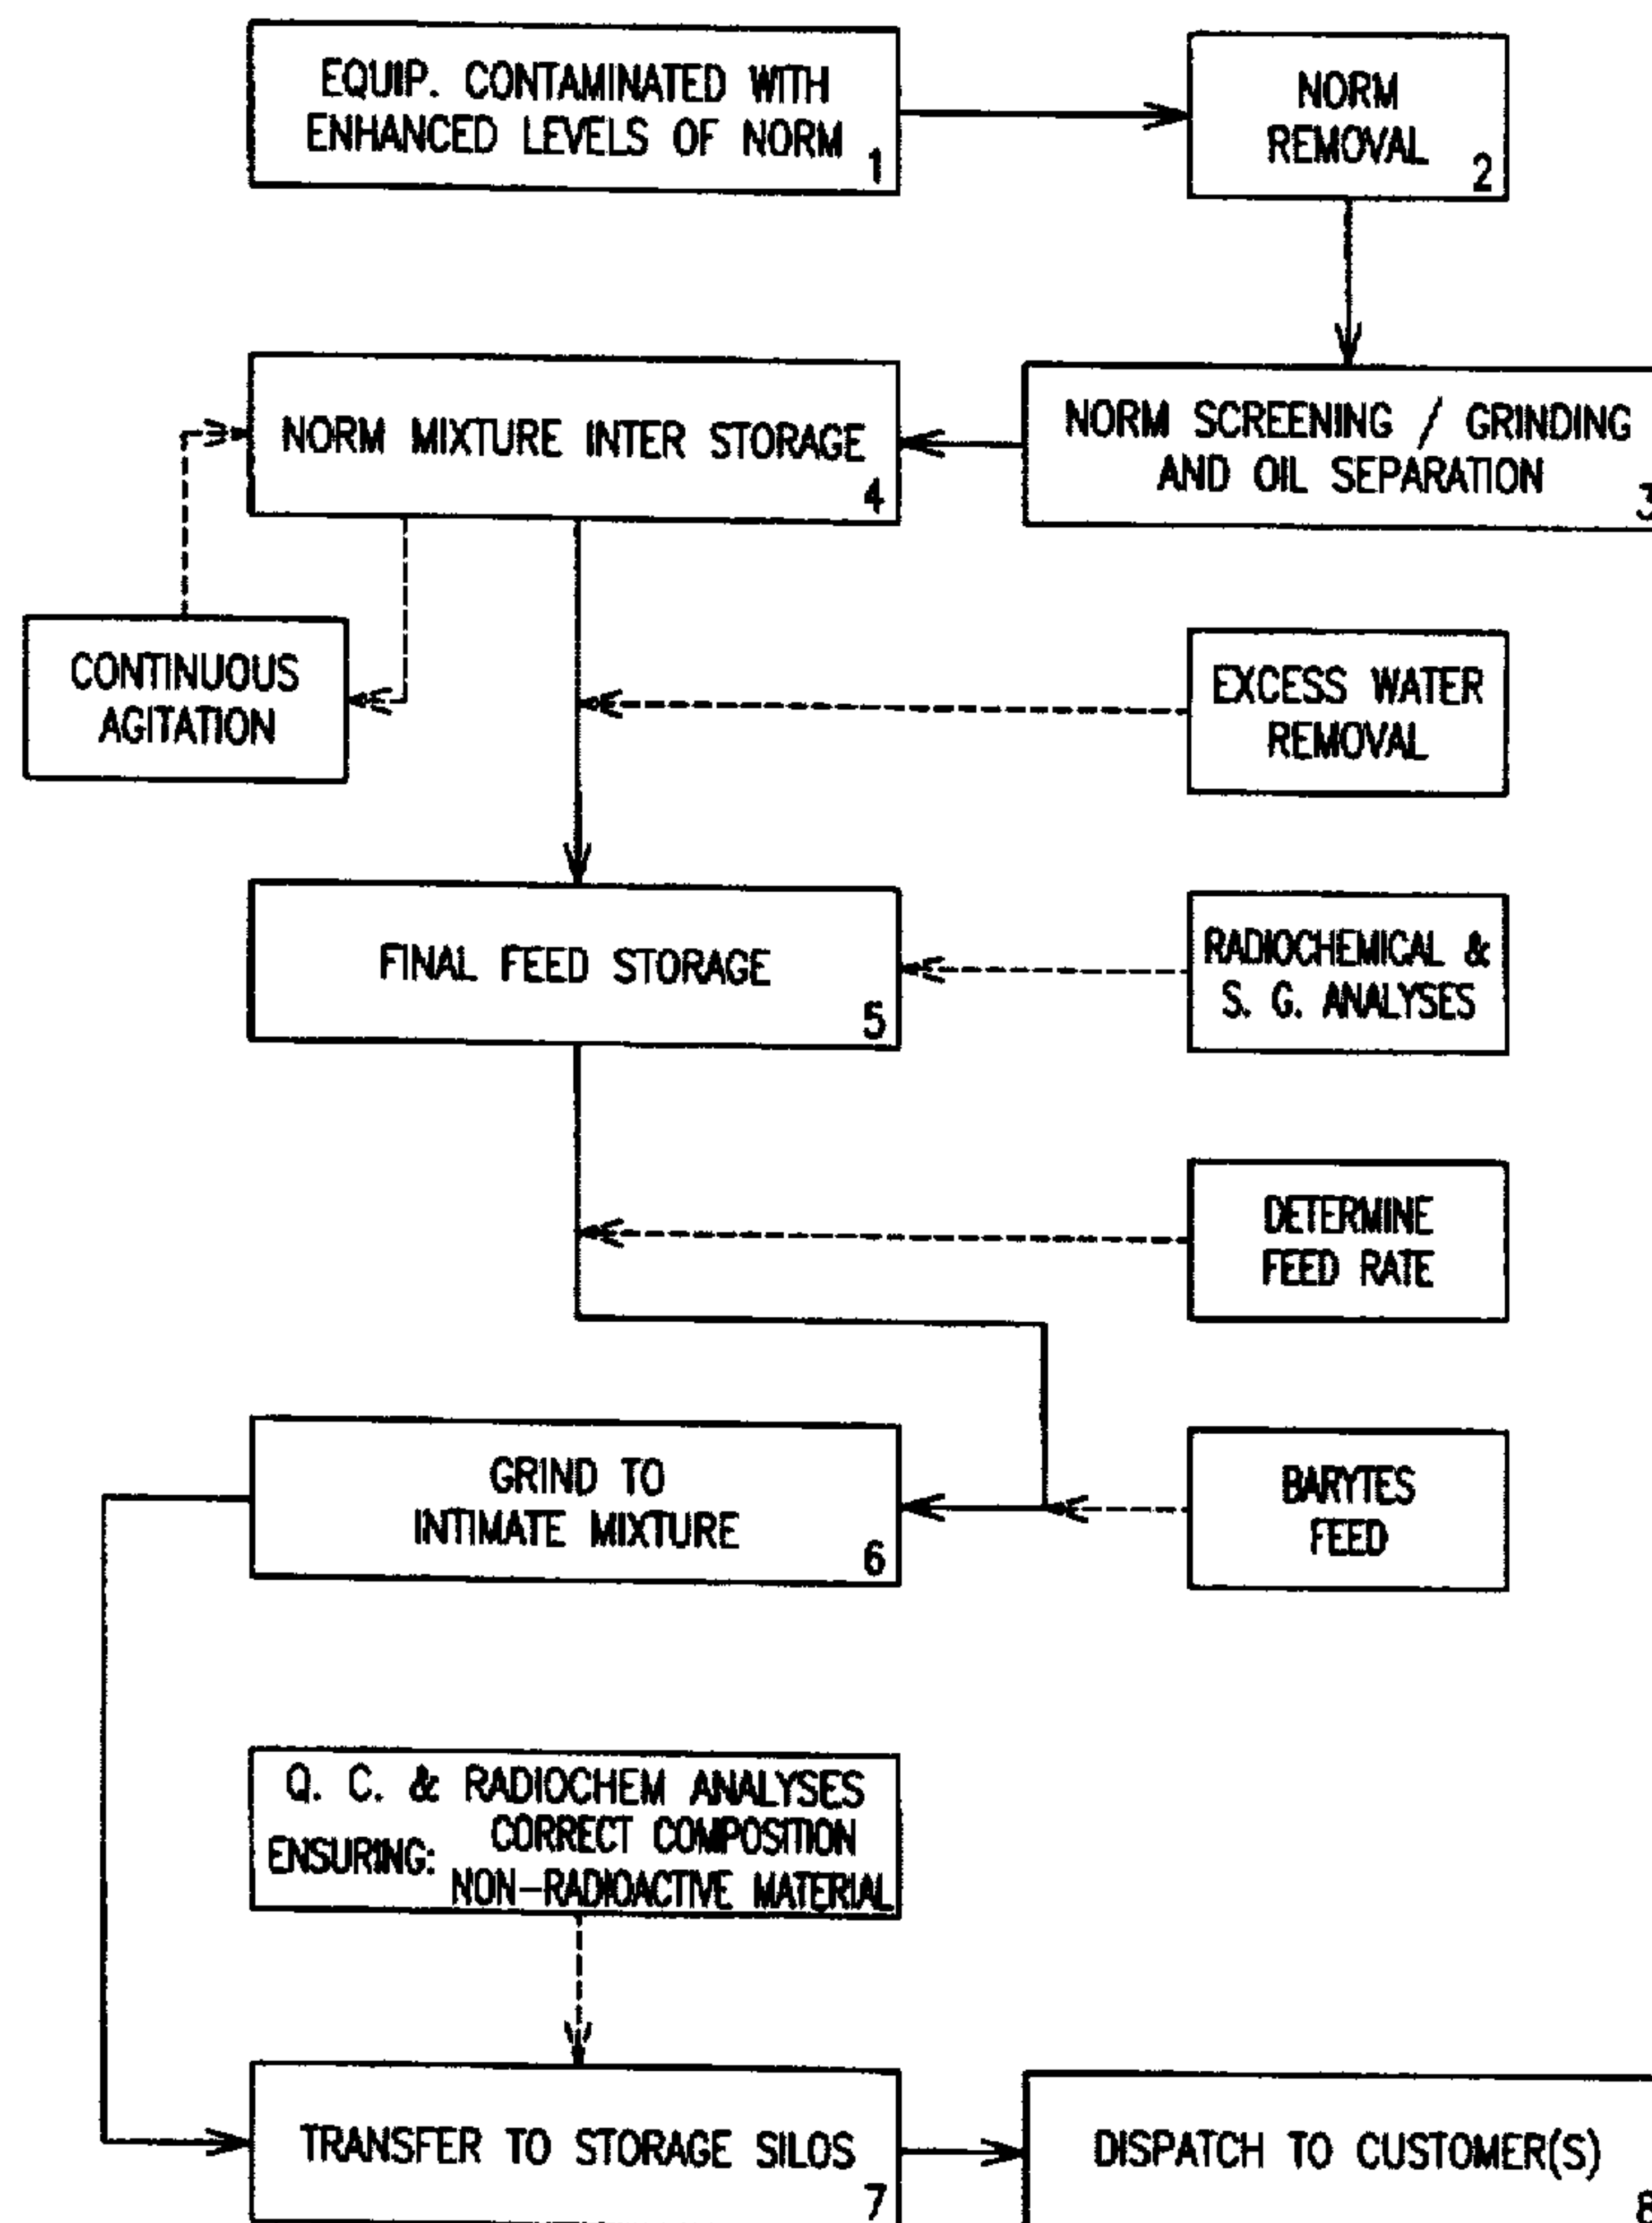 EQUIP. CONTAMINATED WITH
ENHANCED LEVELS OF NORM
1
NORM
REMOVAL
2
NORM SCREENING / GRINDING
AND OIL SEPARATION
3
NORM MIXTURE INTER STORAGE
4
CONTINUOUS
AGITATION
EXCESS WATER
REMOVAL
FINAL FEED STORAGE
5
RADIOCHEMICAL &
S. G. ANALYSES
DETERMINE
FEED RATE
GRIND TO
INTIMATE MIXTURE
6
BARYTES
FEED
Q. C. & RADIOCHEM ANALYSES
ENSURING: CORRECT COMPOSITION
NON-RADIOACTIVE MATERIAL
TRANSFER TO STORAGE SILOS
7
DISPATCH TO CUSTOMER(S)
8